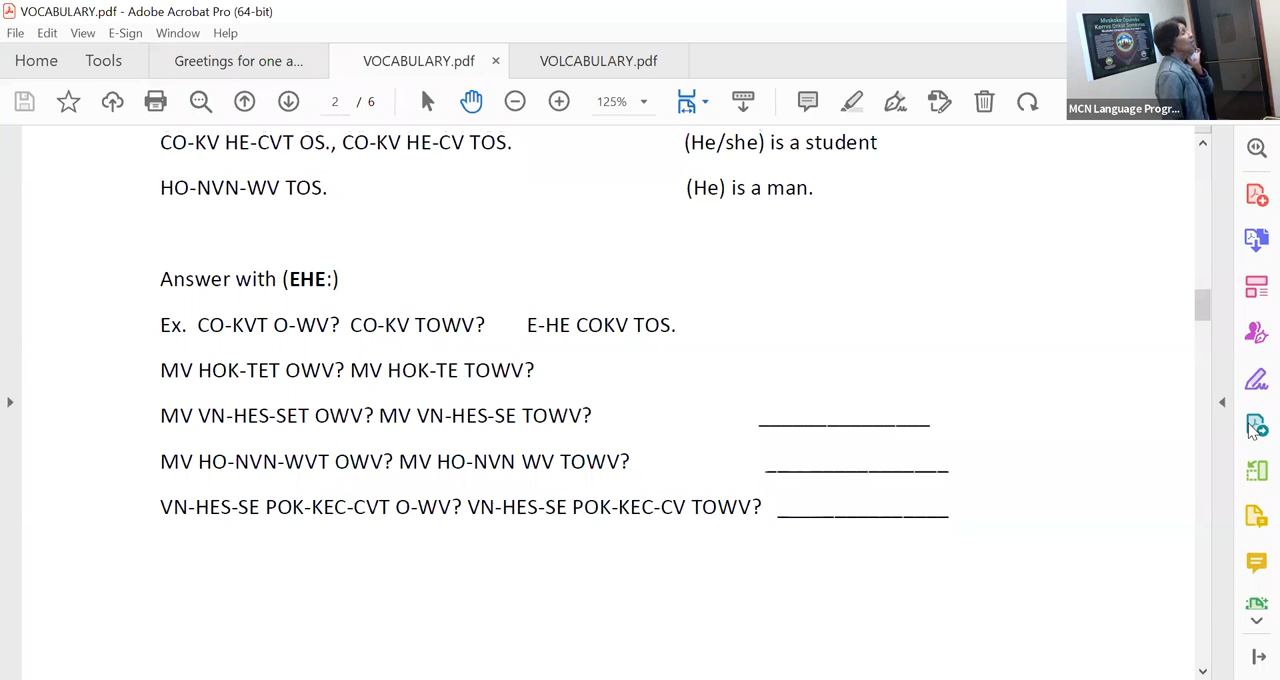 VOCABULARY.pdf - Adobe Acrobat Pro (64-bit)
File Edit View E-Sign Window Help
Home Tools Greetings for one a... VOCABULARY.pdf × VOLCABULARY.pdf
2 / 6 125%
Mvskoke Opunvkv
MCN Language Progr...
CO-KV HE-CVT OS., CO-KV HE-CV TOS. (He/she) is a student
HO-NVN-WV TOS. (He) is a man.
Answer with (EHE:)
Ex. CO-KVT O-WV? CO-KV TOWV? E-HE COKV TOS.
MV HOK-TET OWV? MV HOK-TE TOWV?
MV VN-HES-SET OWV? MV VN-HES-SE TOWV? _______________
MV HO-NVN-WVT OWV? MV HO-NVN WV TOWV? ________________
VN-HES-SE POK-KEC-CVT O-WV? VN-HES-SE POK-KEC-CV TOWV? _______________